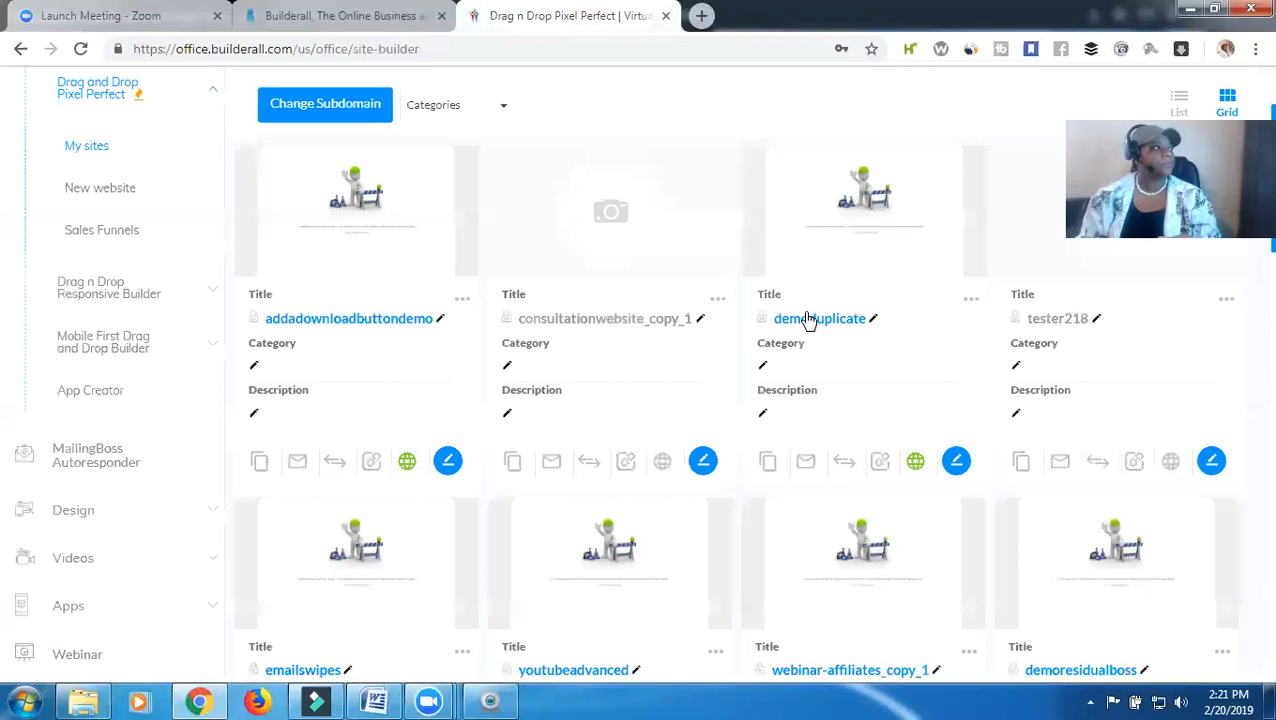 Launch Meeting - Zoom
Builderall, The Online Business a
Drag n Drop Pixel Perfect | Virtua
https://office.builderall.com/us/office/site-builder
Drag and Drop
Pixel Perfect
My sites
New website
Sales Funnels
Drag n Drop
Responsive Builder
Mobile First Drag
and Drop Builder
App Creator
MailingBoss
Autoresponder
Design
Videos
Apps
Webinar
Change Subdomain
Categories
List
Grid
Title
addadownloadbuttondemo
Category
Description
Title
consultationwebsite_copy_1
Category
Description
Title
demoduplicate
Category
Description
Title
tester218
Category
Description
Title
emailswipes
Title
youtubeadvanced
Title
webinar-affiliates_copy_1
Title
demoresidualboss
2:21 PM
2/20/2019